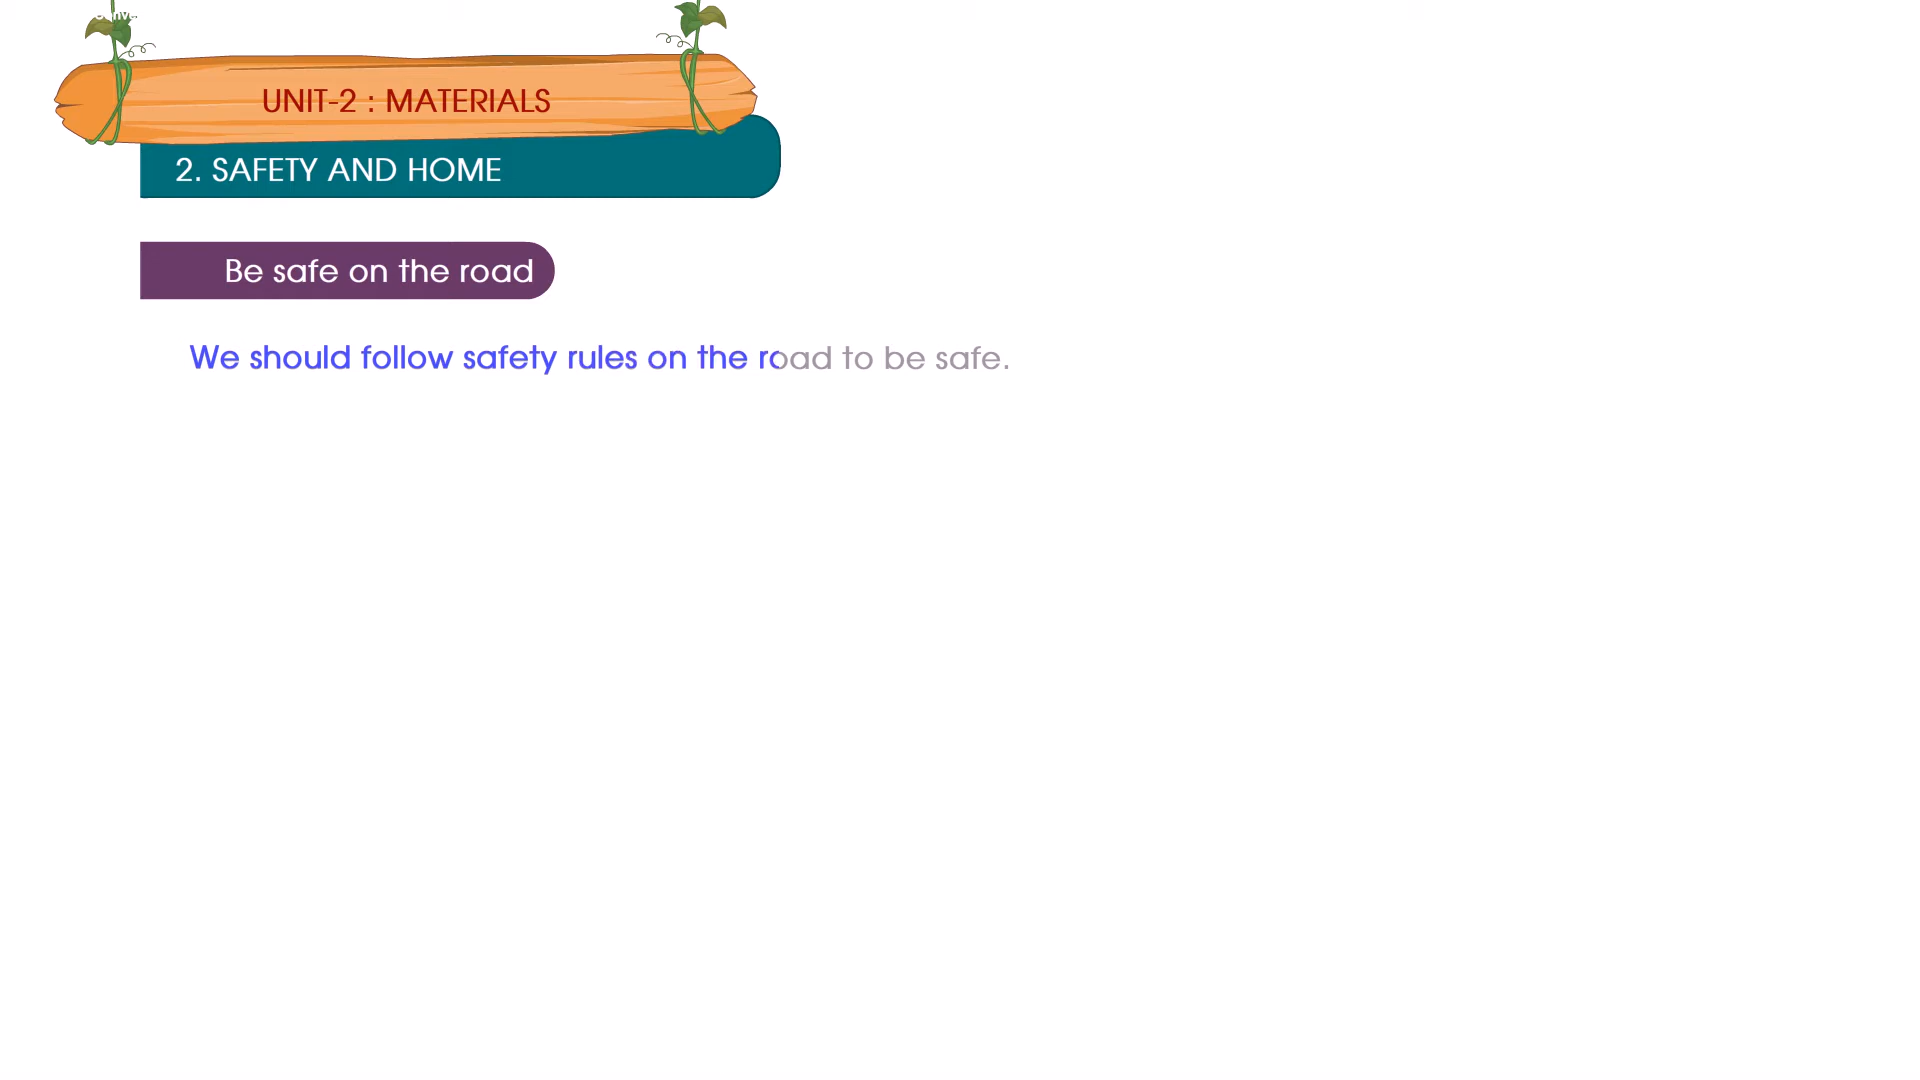 UNIT-2 : MATERIALS
2. SAFETY AND HOME
Be safe on the road
We should follow safety rules on the road to be safe.